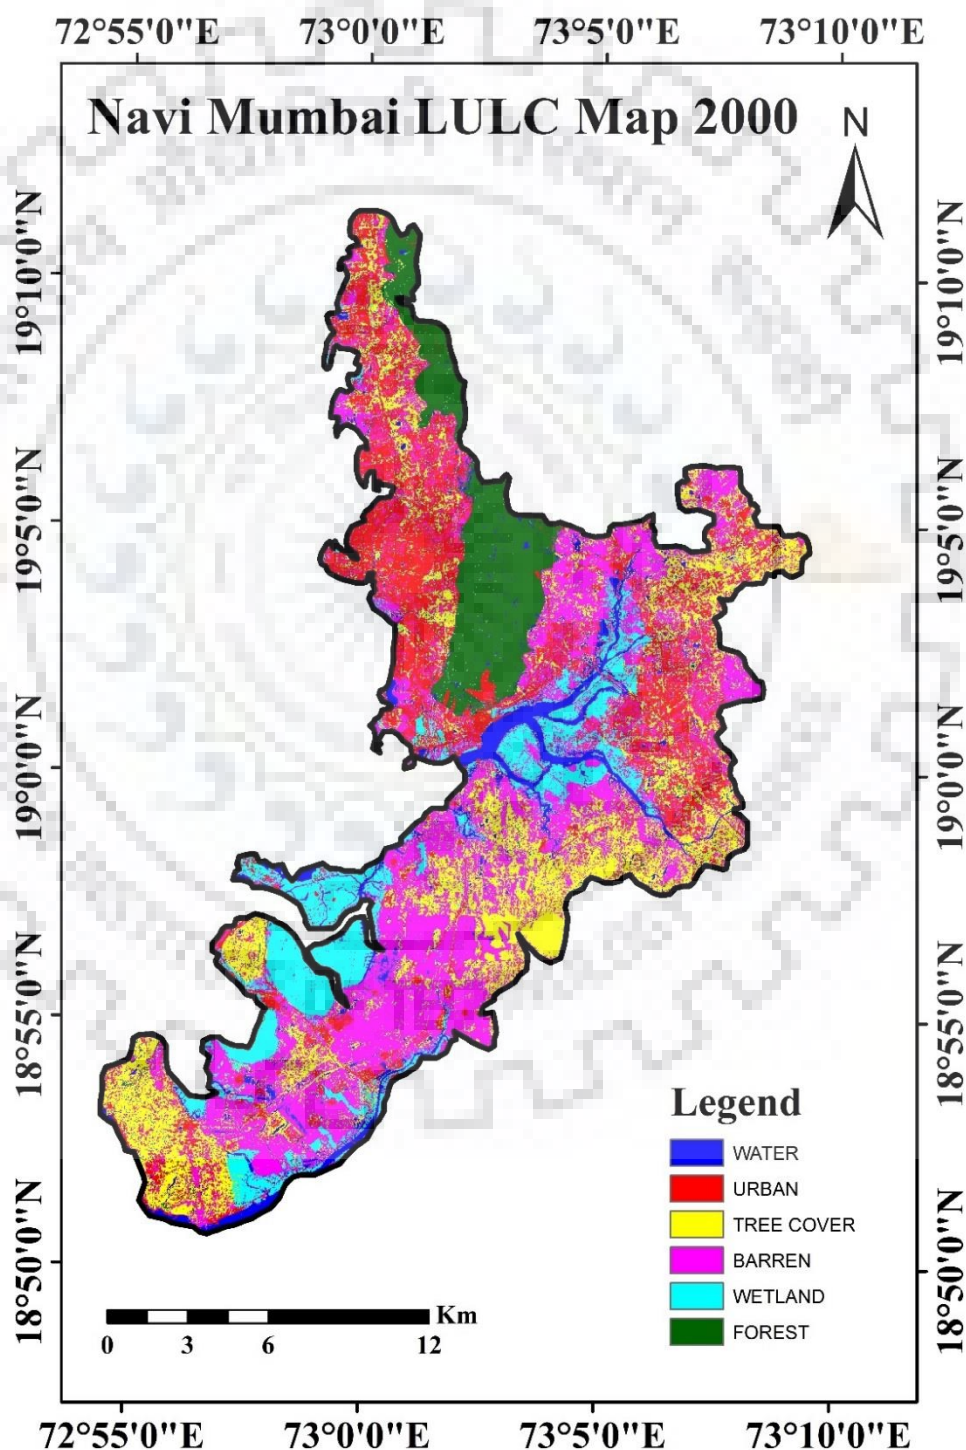 72°55'0"E 73°0'0"E 73°5'0"E 73°10'0"E
Navi Mumbai LULC Map 2000
N
19°10'0"N 19°10'0"N
19°5'0"N 19°5'0"N
19°0'0"N 19°0'0"N
18°55'0"N 18°55'0"N
18°50'0"N 18°50'0"N
Legend
WATER
URBAN
TREE COVER
BARREN
WETLAND
FOREST
Km
0 3 6 12
72°55'0"E 73°0'0"E 73°5'0"E 73°10'0"E